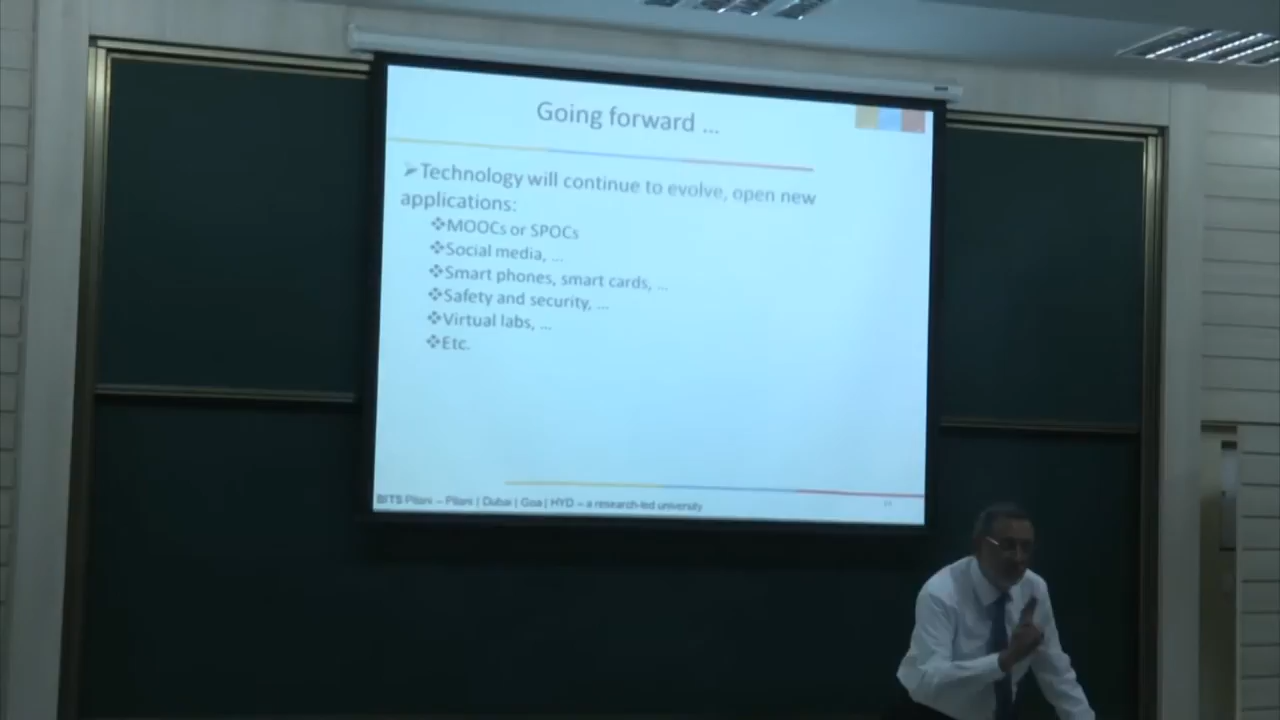 Going forward ...
➢Technology will continue to evolve, open new
applications:
❖MOOCs or SPOCs
❖Social media, ...
❖Smart phones, smart cards, ...
❖Safety and security, ...
❖Virtual labs, ...
❖Etc.
BITS Pilani – Pilani | Dubai | Goa | HYD – a research-led university